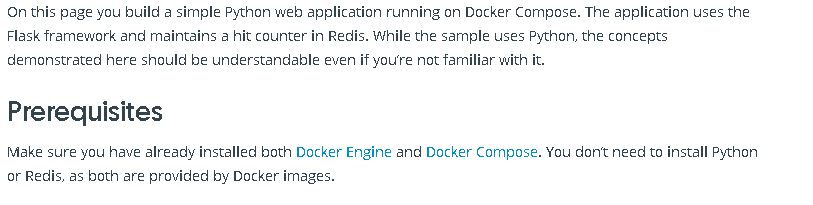 On this page you build a simple Python web application running on Docker Compose. The application uses the
Flask framework and maintains a hit counter in Redis. While the sample uses Python, the concepts
demonstrated here should be understandable even if you’re not familiar with it.
Prerequisites
Make sure you have already installed both Docker Engine and Docker Compose. You don’t need to install Python
or Redis, as both are provided by Docker images.